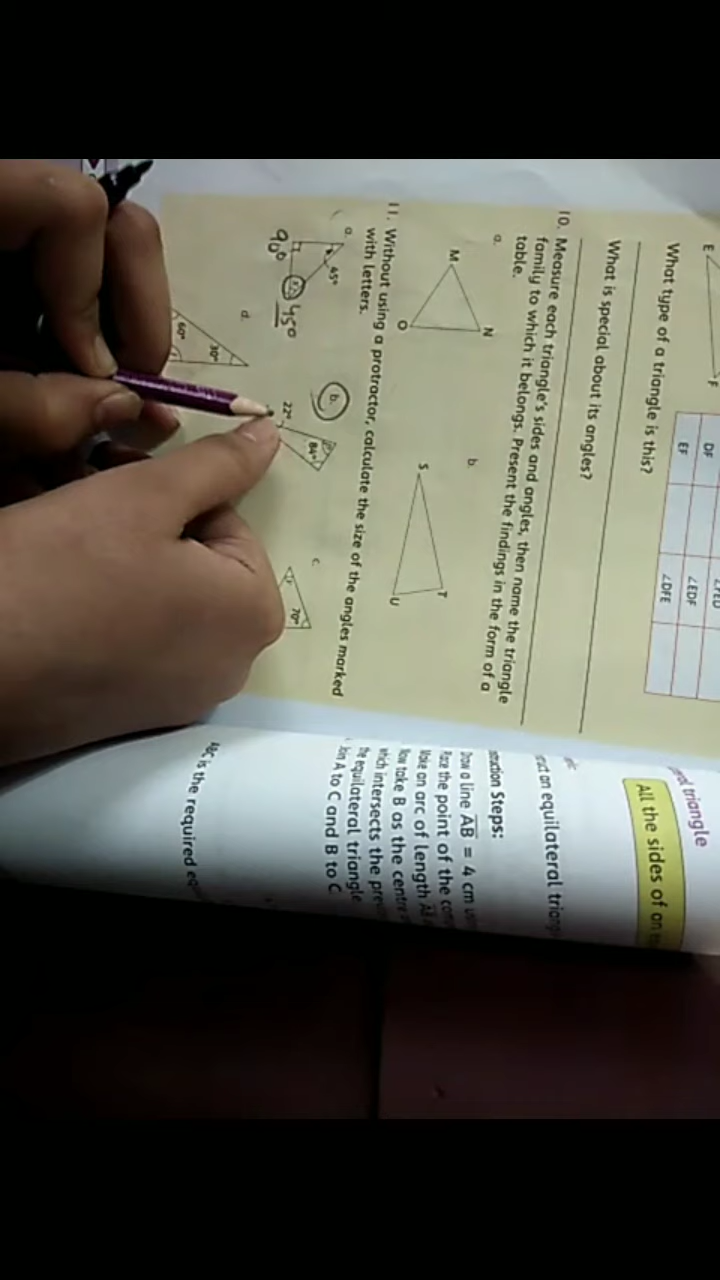 E
F
DF
EF
∠EDF
∠DFE
What type of a triangle is this?
What is special about its angles?
10. Measure each triangle's sides and angles, then name the triangle
family to which it belongs. Present the findings in the form of a
table.
a.
M
N
O
b.
S
T
U
11. Without using a protractor, calculate the size of the angles marked
with letters.
a.
45°
90°
45°
b.
22°
84°
c.
70°
d.
60°
30°
triangle
All the sides of an
an equilateral
Steps:
Draw a line AB = 4 cm
the point of the
an arc of length
take B as the centre
which intersects the
equilateral triangle
Join A to C and B to C
ABC is the required